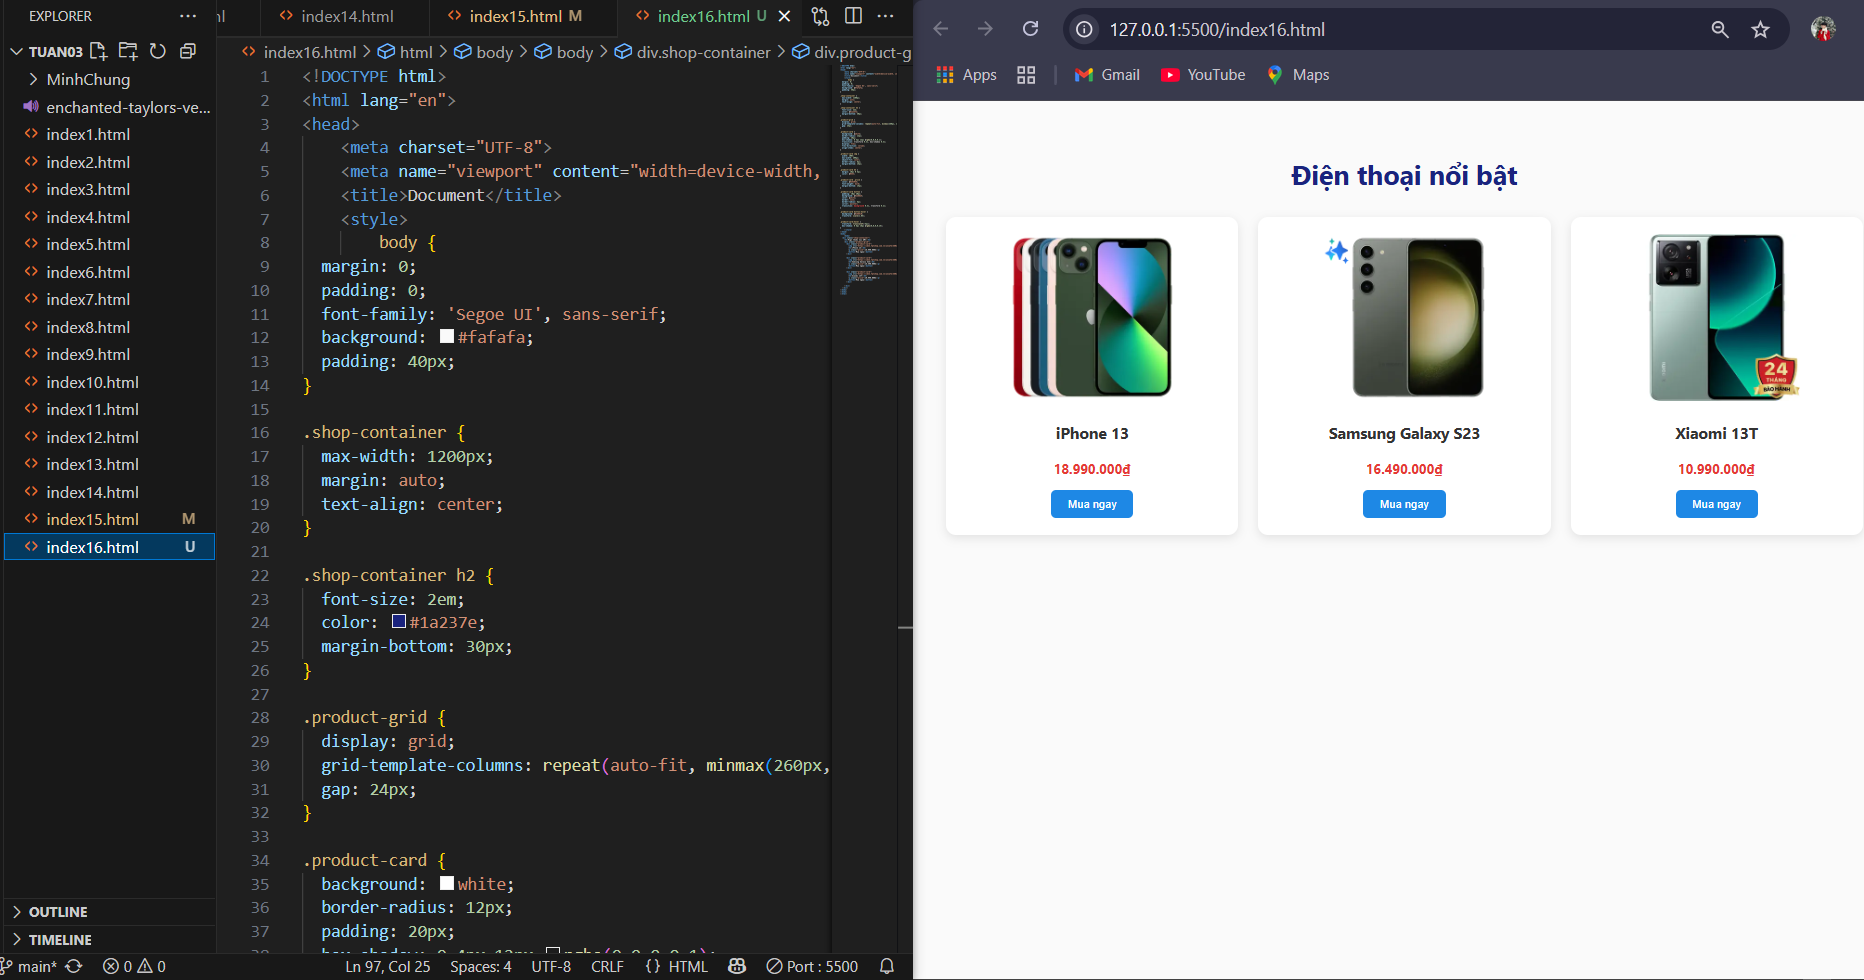 EXPLORER
TUAN03
MinhChung
enchanted-taylors-ve...
index1.html
index2.html
index3.html
index4.html
index5.html
index6.html
index7.html
index8.html
index9.html
index10.html
index11.html
index12.html
index13.html
index14.html
index15.html M
index16.html U
OUTLINE
TIMELINE
index14.html
index15.html M
index16.html U
index16.html > html > body > body > div.shop-container > div.product-g
1 <!DOCTYPE html>
2 <html lang="en">
3 <head>
4 <meta charset="UTF-8">
5 <meta name="viewport" content="width=device-width,
6 <title>Document</title>
7 <style>
8 body {
9 margin: 0;
10 padding: 0;
11 font-family: 'Segoe UI', sans-serif;
12 background: #fafafa;
13 padding: 40px;
14 }
15
16 .shop-container {
17 max-width: 1200px;
18 margin: auto;
19 text-align: center;
20 }
21
22 .shop-container h2 {
23 font-size: 2em;
24 color: #1a237e;
25 margin-bottom: 30px;
26 }
27
28 .product-grid {
29 display: grid;
30 grid-template-columns: repeat(auto-fit, minmax(260px,
31 gap: 24px;
32 }
33
34 .product-card {
35 background: white;
36 border-radius: 12px;
37 padding: 20px;
main* 0 0
Ln 97, Col 25 Spaces: 4 UTF-8 CRLF {} HTML Port : 5500
127.0.0.1:5500/index16.html
Apps Gmail YouTube Maps
Điện thoại nổi bật
iPhone 13
18.990.000₫
Mua ngay
Samsung Galaxy S23
16.490.000₫
Mua ngay
24
THÁNG
BẢO HÀNH
Xiaomi 13T
10.990.000₫
Mua ngay